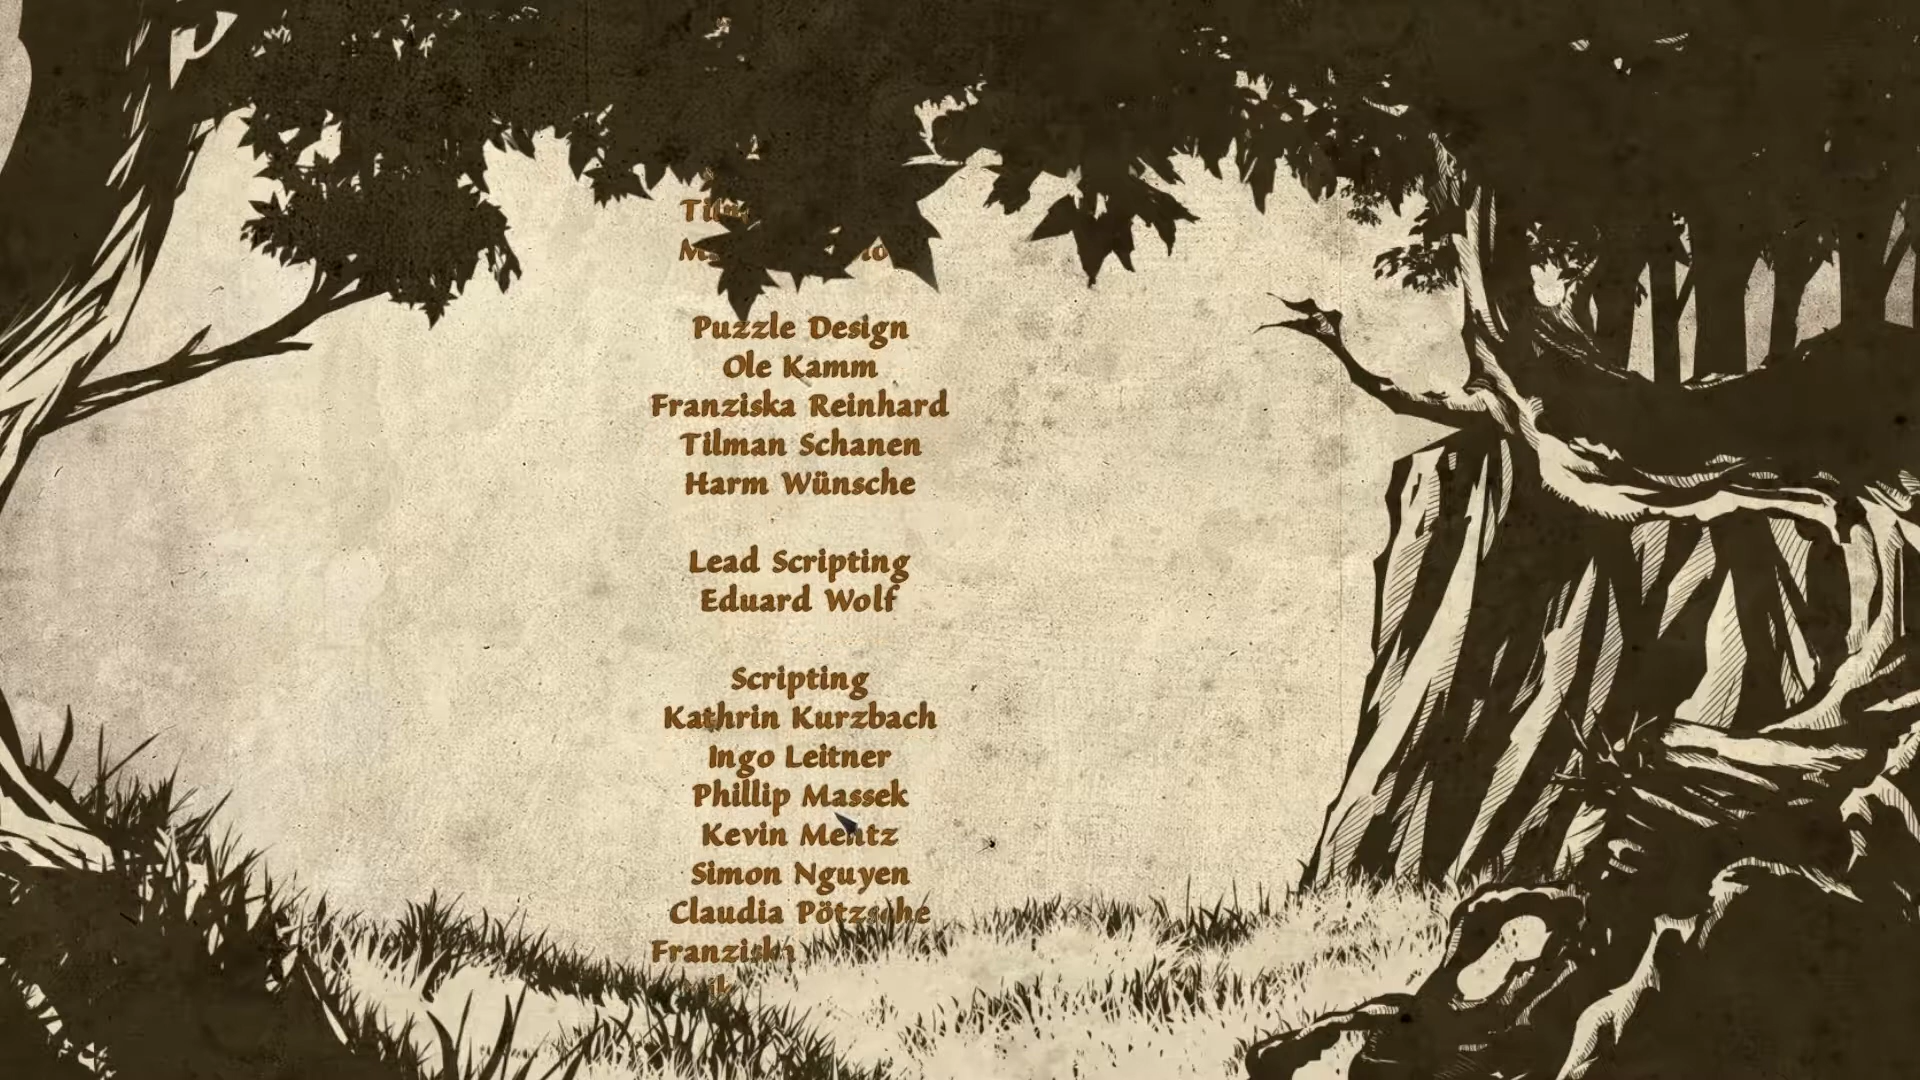 Puzzle Design
Ole Kamm
Franziska Reinhard
Tilman Schanen
Harm Wünsche
Lead Scripting
Eduard Wolf
Scripting
Kathrin Kurzbach
Ingo Leitner
Phillip Massek
Kevin Mentz
Simon Nguyen
Claudia Pötzsche
Franziska